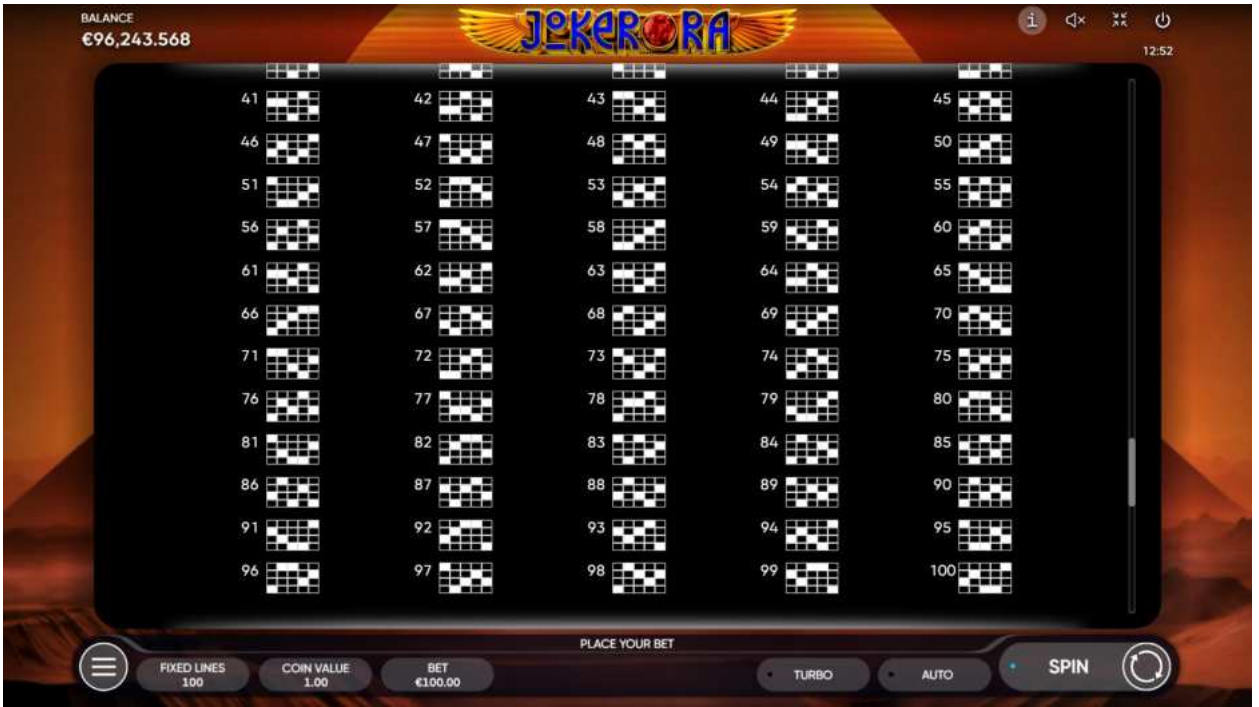 BALANCE
€96,243.568
JOKER RA
i
12:52
41 42 43 44 45
46 47 48 49 50
51 52 53 54 55
56 57 58 59 60
61 62 63 64 65
66 67 68 69 70
71 72 73 74 75
76 77 78 79 80
81 82 83 84 85
86 87 88 89 90
91 92 93 94 95
96 97 98 99 100
PLACE YOUR BET
FIXED LINES
100
COIN VALUE
1.00
BET
€100.00
TURBO
AUTO
SPIN